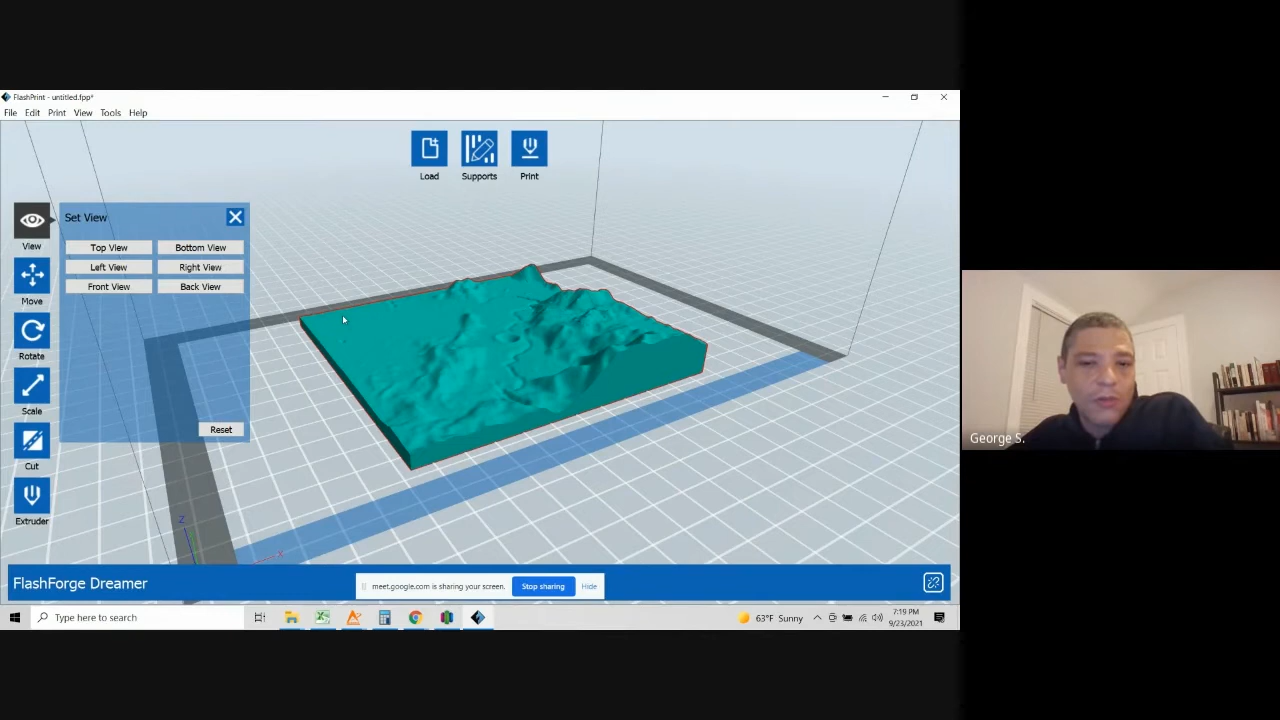 FlashPrint - untitled.fpp*
File Edit Print View Tools Help
Load Supports Print
View
Set View
Top View Bottom View
Left View Right View
Front View Back View
Reset
Move
Rotate
Scale
Cut
Extruder
Z
X
George S.
FlashForge Dreamer
meet.google.com is sharing your screen. Stop sharing Hide
Type here to search
63°F Sunny
7:19 PM
9/23/2021